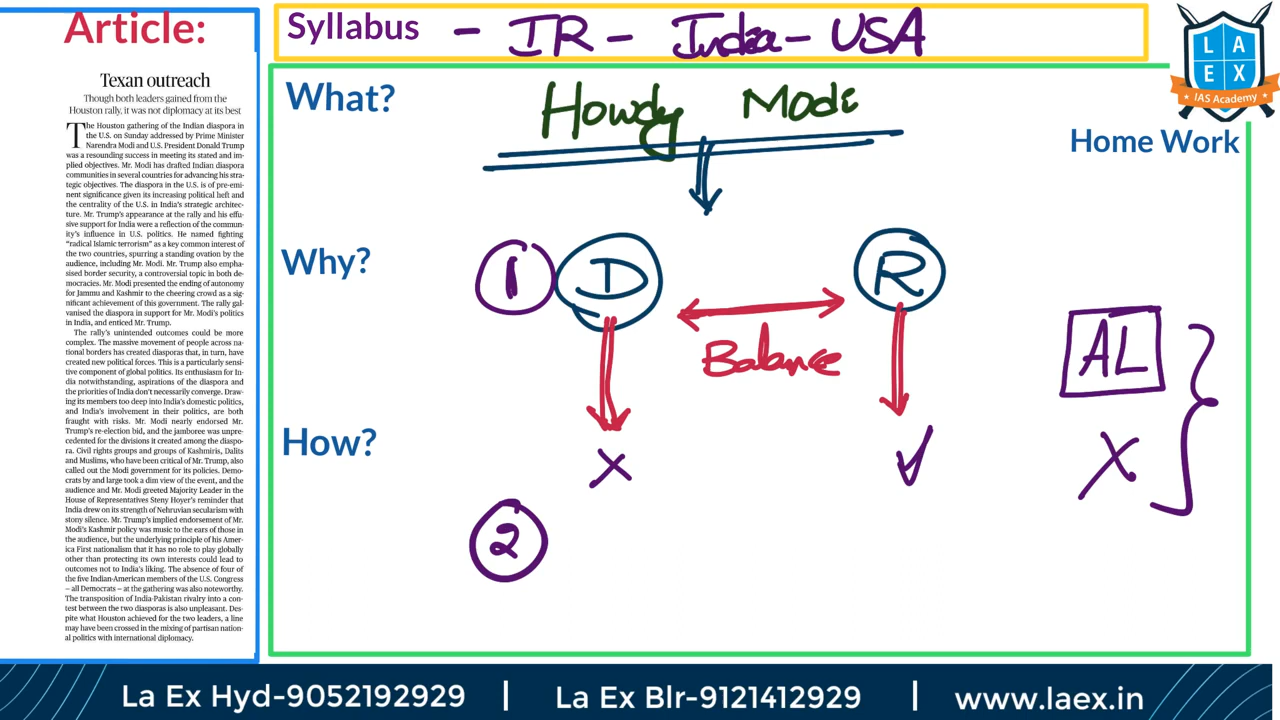 Article:
Texan outreach
Though both leaders gained from the
Houston rally, it was not diplomacy at its best
The Houston gathering of the Indian diaspora in
the U.S. on Sunday addressed by Prime Minister
Narendra Modi and U.S. President Donald Trump
was a resounding success in meeting its stated and im-
plied objectives. Mr. Modi has drafted Indian diaspora
communities in several countries for advancing his stra-
tegic objectives. The diaspora in the U.S. is of pre-emi-
nent significance given its increasing political heft and
the centrality of the U.S. in India's strategic architec-
ture. Mr. Trump's appearance at the rally and his effu-
sive support for India were a reflection of the commun-
ity's influence in U.S. politics. He named fighting
"radical Islamic terrorism" as a key common interest of
the two countries, spurring a standing ovation by the
audience, including Mr. Modi. Mr. Trump also empha-
sised border security, a controversial topic in both de-
mocracies. Mr. Modi presented the ending of autonomy
for Jammu and Kashmir to the cheering crowd as a sig-
nificant achievement of this government. The rally gal-
vanised the diaspora in support for Mr. Modi's politics
in India, and enticed Mr. Trump.
The rally's unintended outcomes could be more
complex. The massive movement of people across na-
tional borders has created diasporas that, in turn, have
created new political forces. This is a particularly sensi-
tive component of global politics. Its enthusiasm for In-
dia notwithstanding, aspirations of the diaspora and
the priorities of India don't necessarily converge. Draw-
ing its members too deep into India's domestic politics,
and India's involvement in their politics, are both
fraught with risks. Mr. Modi nearly endorsed Mr.
Trump's re-election bid, and the jamboree was unpre-
cedented for the divisions it created among the diaspo-
ra. Civil rights groups and groups of Kashmiris, Dalits
and Muslims, who have been critical of Mr. Trump, also
called out the Modi government for its policies. Demo-
crats by and large took a dim view of the event, and the
audience and Mr. Modi greeted Majority Leader in the
House of Representatives Steny Hoyer's reminder that
India drew on its strength of Nehruvian secularism with
stony silence. Mr. Trump's implied endorsement of Mr.
Modi's Kashmir policy was music to the ears of those in
the audience, but the underlying principle of his Amer-
ica First nationalism that it has no role to play globally
other than protecting its own interests could lead to
outcomes not to India's liking. The absence of four of
the five Indian-American members of the U.S. Congress
– all Democrats – at the gathering was also noteworthy.
The transposition of India-Pakistan rivalry into a con-
test between the two diasporas is also unpleasant. Des-
pite what Houston achieved for the two leaders, a line
may have been crossed in the mixing of partisan nation-
al politics with international diplomacy.
Syllabus - IR - India - USA
LAEX
IAS Academy
What? Howdy Modi
Home Work
Why? 1 D R
Balance
AL
How?
2
La Ex Hyd-9052192929 | La Ex Blr-9121412929 | www.laex.in